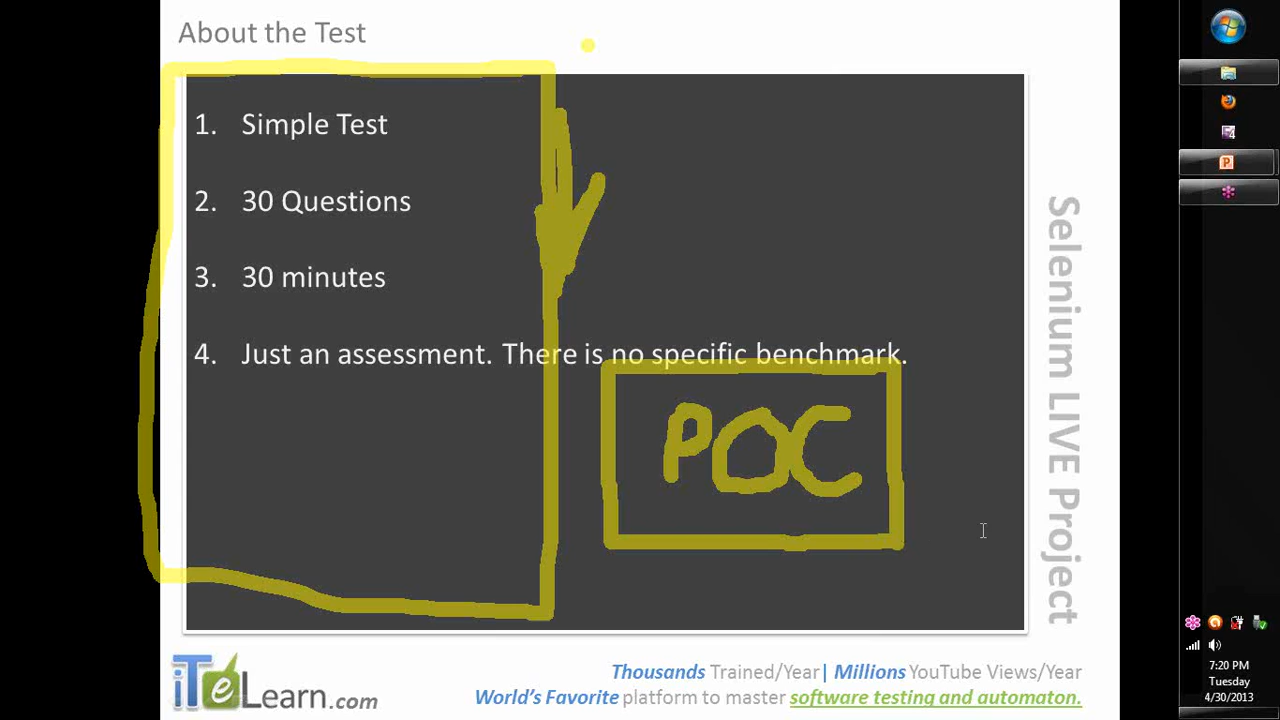 About the Test
1. Simple Test
2. 30 Questions
3. 30 minutes
4. Just an assessment. There is no specific benchmark.
POC
Selenium LIVE Project
iTeLearn.com
Thousands Trained/Year| Millions YouTube Views/Year
World's Favorite platform to master software testing and automaton.
7:20 PM
Tuesday
4/30/2013